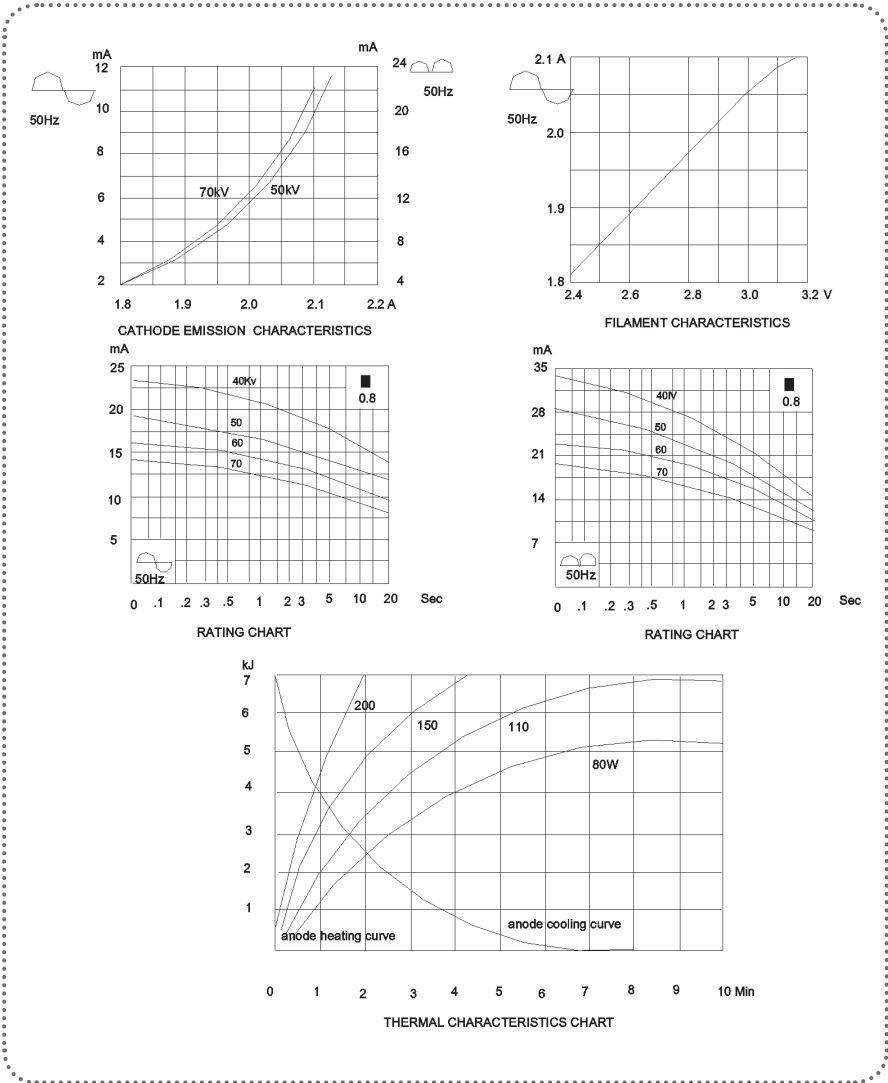 mA
12
10
8
6
4
2
50Hz
mA
24
20
16
12
8
4
50Hz
70kV
50kV
1.8 1.9 2.0 2.1 2.2 A
CATHODE EMISSION CHARACTERISTICS
2.1 A
2.0
1.9
1.8
50Hz
2.4 2.6 2.8 3.0 3.2 V
FILAMENT CHARACTERISTICS
mA
25
20
15
10
5
40Kv
50
60
70
0.8
50Hz
0 .1 .2 .3 .5 1 2 3 5 10 20 Sec
RATING CHART
mA
35
28
21
14
7
40IV
50
60
70
0.8
50Hz
0 .1 .2 .3 .5 1 2 3 5 10 20 Sec
RATING CHART
kJ
7
6
5
4
3
2
1
200
150
110
80W
anode heating curve
anode cooling curve
0 1 2 3 4 5 6 7 8 9 10 Min
THERMAL CHARACTERISTICS CHART